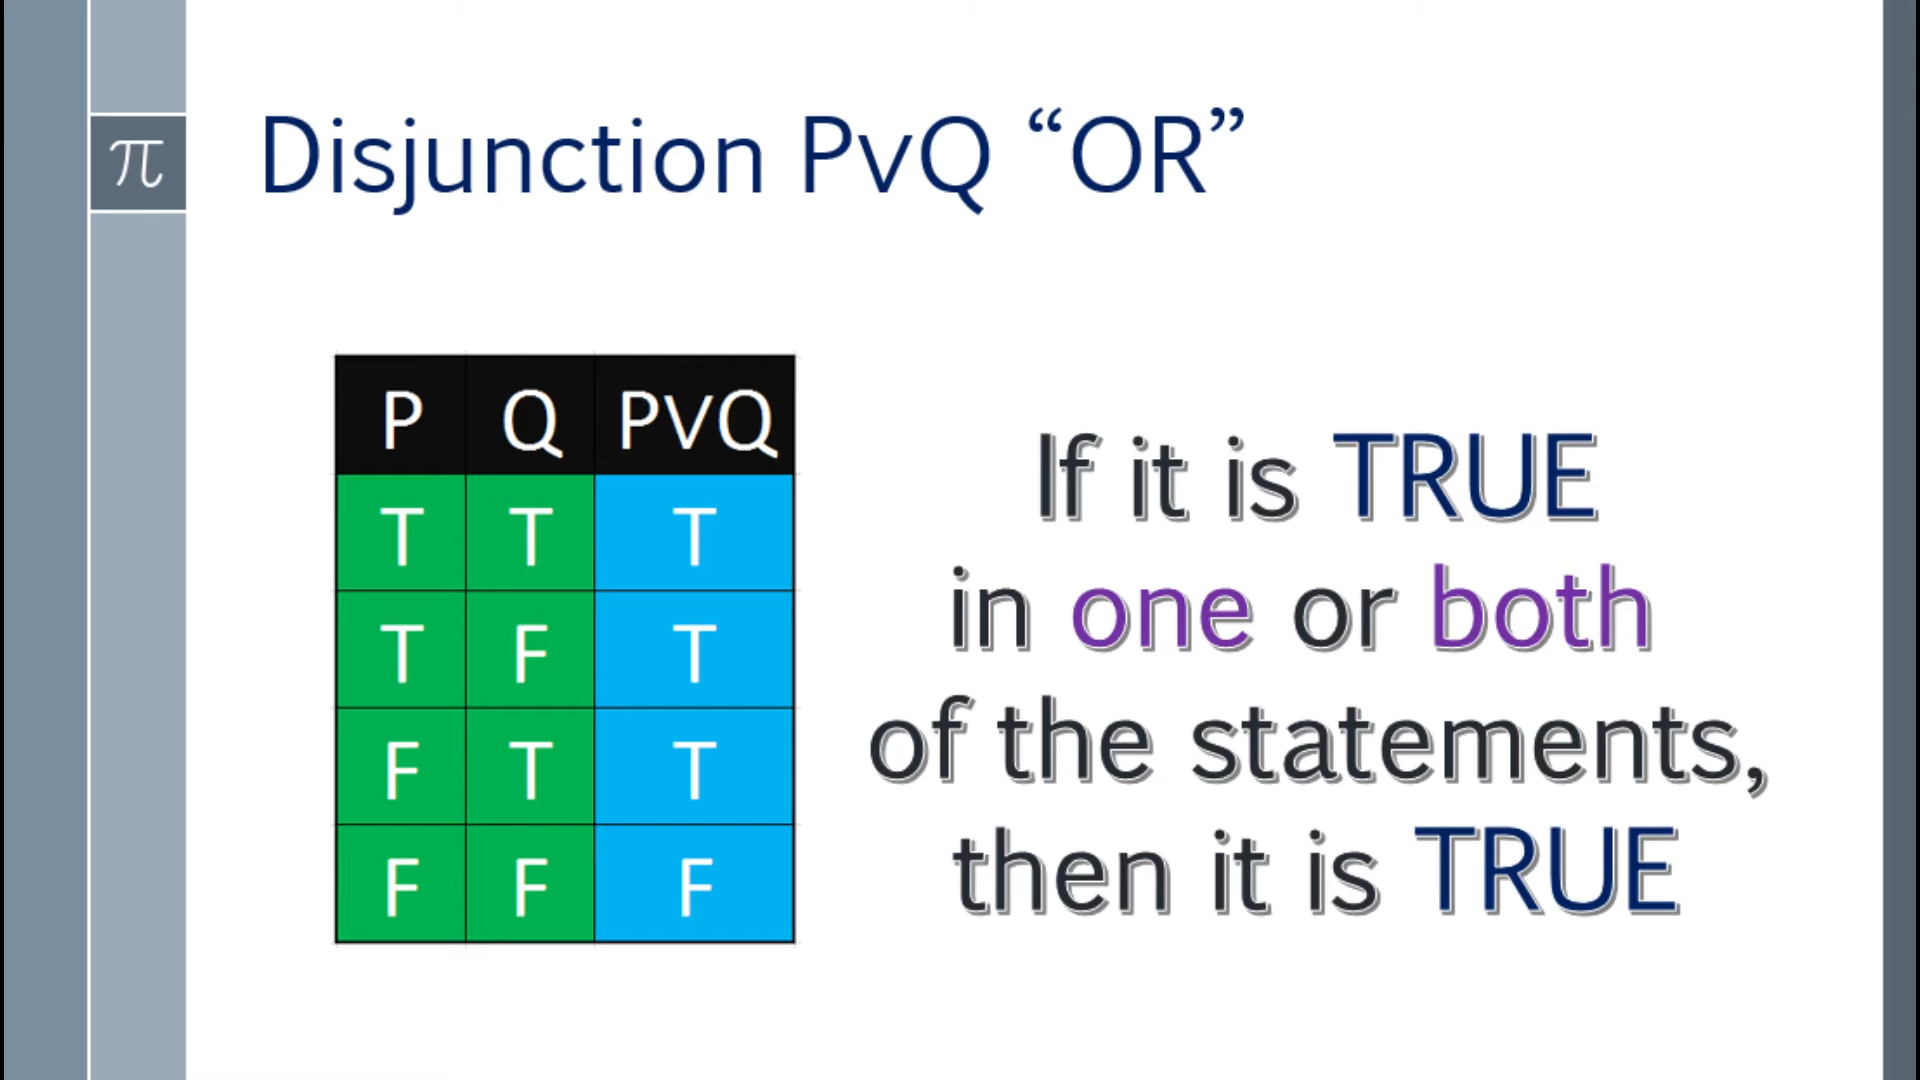 π
Disjunction PvQ “OR”
P Q PVQ
T T T
T F T
F T T
F F F
If it is TRUE
in one or both
of the statements,
then it is TRUE